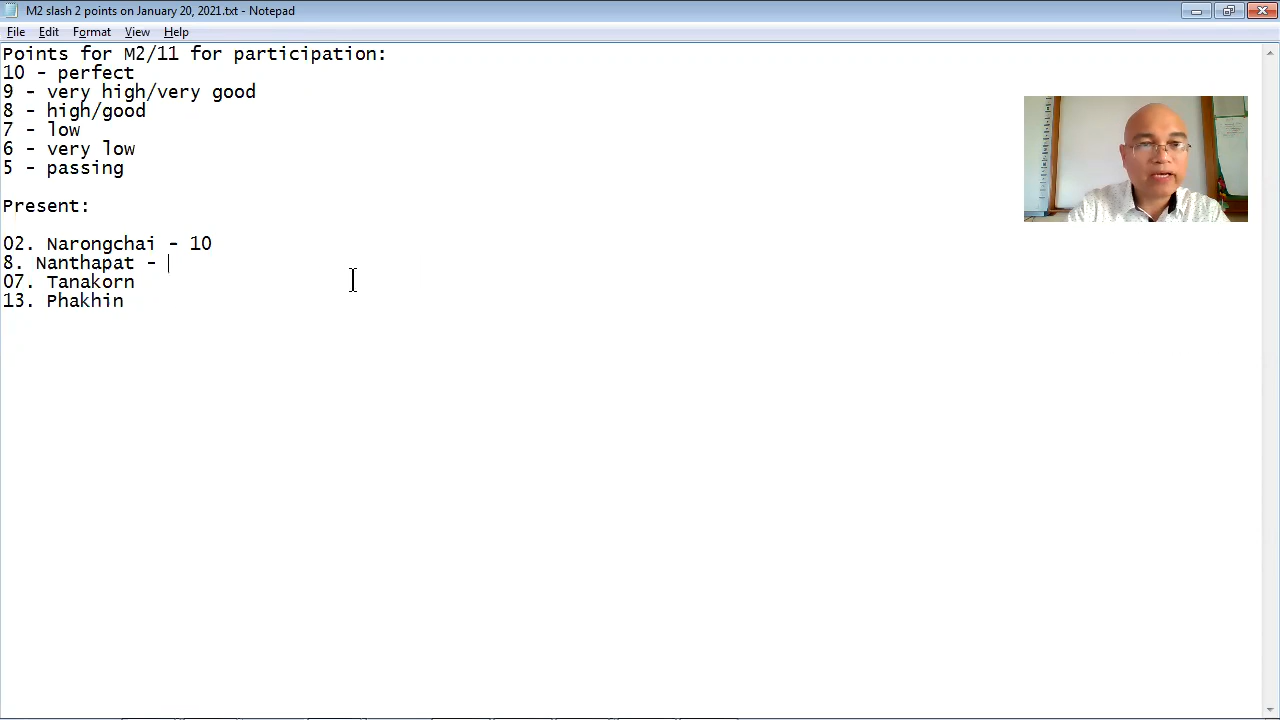 M2 slash 2 points on January 20, 2021.txt - Notepad
File Edit Format View Help
Points for M2/11 for participation:
10 - perfect
9 - very high/very good
8 - high/good
7 - low
6 - very low
5 - passing
Present:
02. Narongchai - 10
8. Nanthapat -
07. Tanakorn
13. Phakhin